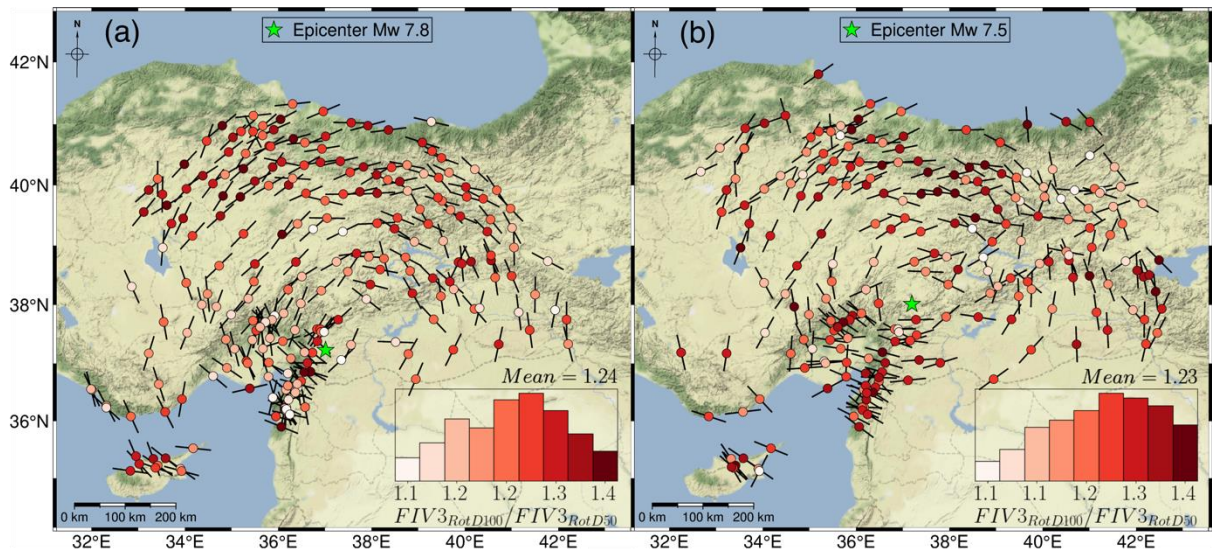 (a)
N
Epicenter Mw 7.8
(b)
N
Epicenter Mw 7.5
42°N
40°N
38°N
36°N
Mean = 1.24
1.1 1.2 1.2 1.3 1.4
FIV3RotD100/FIV3RotD50
0 km 100 km 200 km
Mean = 1.23
1.1 1.1 1.2 1.3 1.4
FIV3RotD100/FIV3RotD50
0 km 100 km 200 km
32°E 34°E 36°E 38°E 40°E 42°E
32°E 34°E 36°E 38°E 40°E 42°E